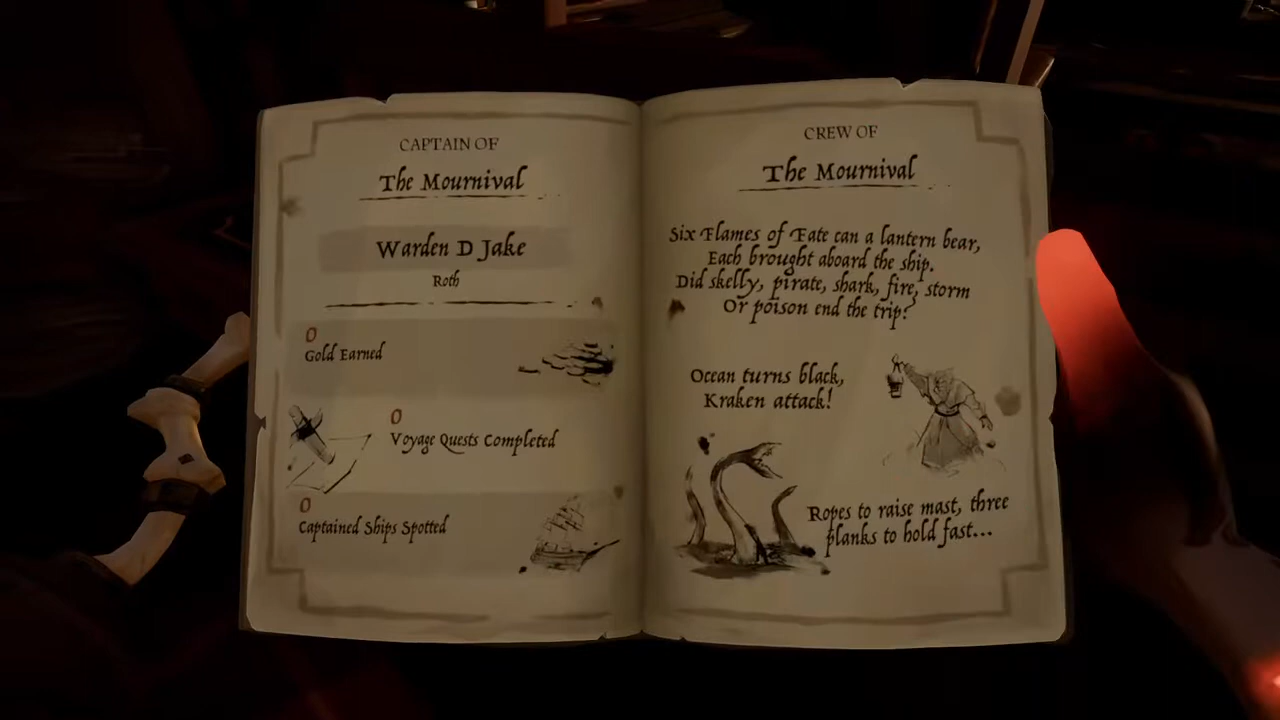 CAPTAIN OF
The Mournival
Warden D Jake
Roth
0
Gold Earned
0
Voyage Quests Completed
0
Captained Ships Spotted
CREW OF
The Mournival
Six Flames of Fate can a lantern bear,
Each brought aboard the ship.
Did skelly, pirate, shark, fire, storm
Or poison end the trip?
Ocean turns black,
Kraken attack!
Ropes to raise mast, three
planks to hold fast...